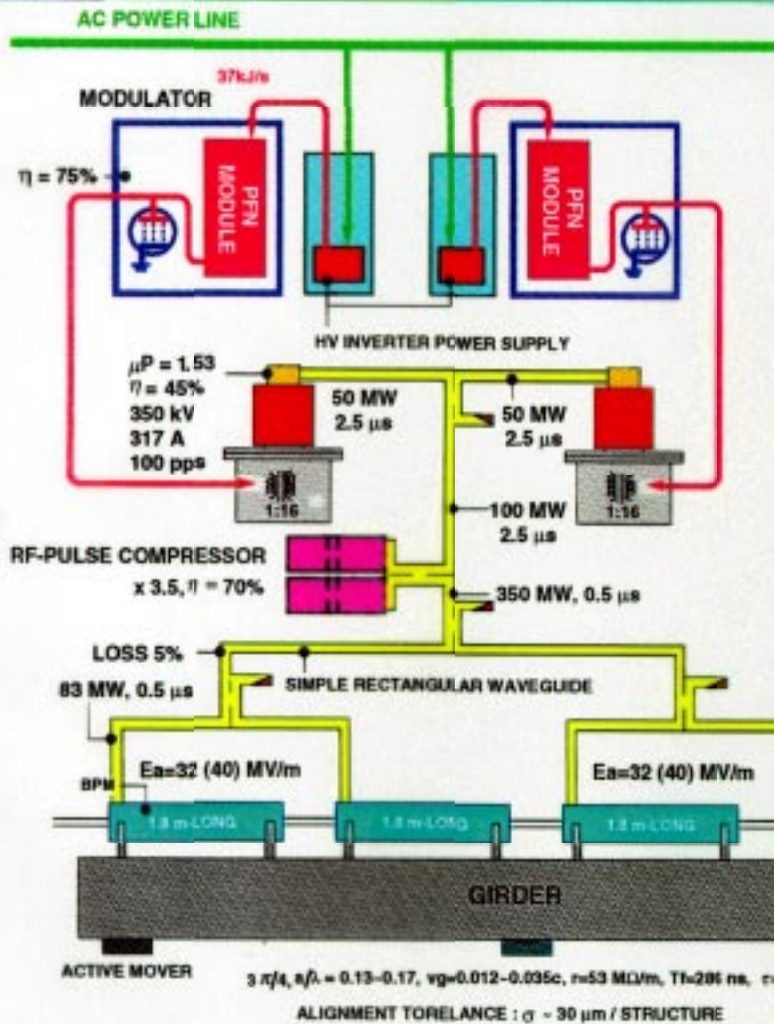 AC POWER LINE
37kJ/s
MODULATOR
η = 75%
PFN
MODULE
PFN
MODULE
HV INVERTER POWER SUPPLY
μP = 1.53
η = 45%
350 kV
317 A
100 pps
50 MW
2.5 μs
50 MW
2.5 μs
1:16
1:16
100 MW
2.5 μs
RF-PULSE COMPRESSOR
x 3.5, η = 70%
350 MW, 0.5 μs
LOSS 5%
SIMPLE RECTANGULAR WAVEGUIDE
83 MW, 0.5 μs
Ea=32 (40) MV/m
Ea=32 (40) MV/m
BPM
1.8 m-LONG
1.8 m-LONG
1.8 m-LONG
GIRDER
ACTIVE MOVER
3 π/4, a/λ = 0.13~0.17, vg=0.012~0.035c, r=53 MΩ/m, Tf=286 ns,
ALIGNMENT TORELANCE : σ ~ 30 μm / STRUCTURE